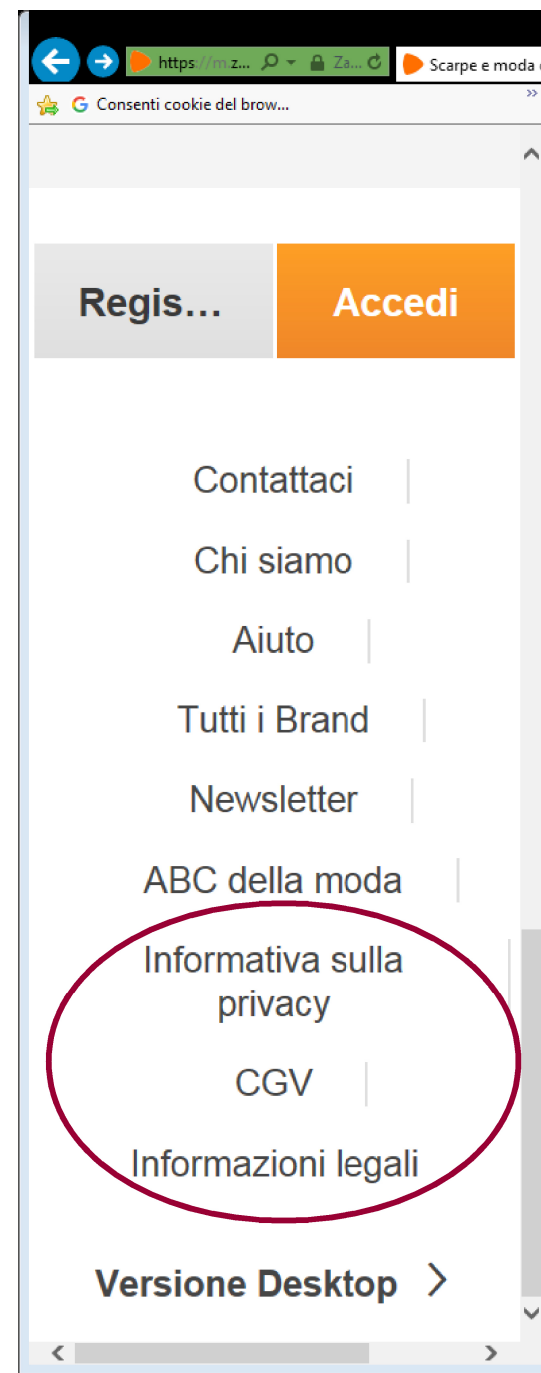 https://m.z... Za... Scarpe e moda
Consenti cookie del brow... »
Regis... Accedi
Contattaci
Chi siamo
Aiuto
Tutti i Brand
Newsletter
ABC della moda
Informativa sulla
privacy
CGV
Informazioni legali
Versione Desktop